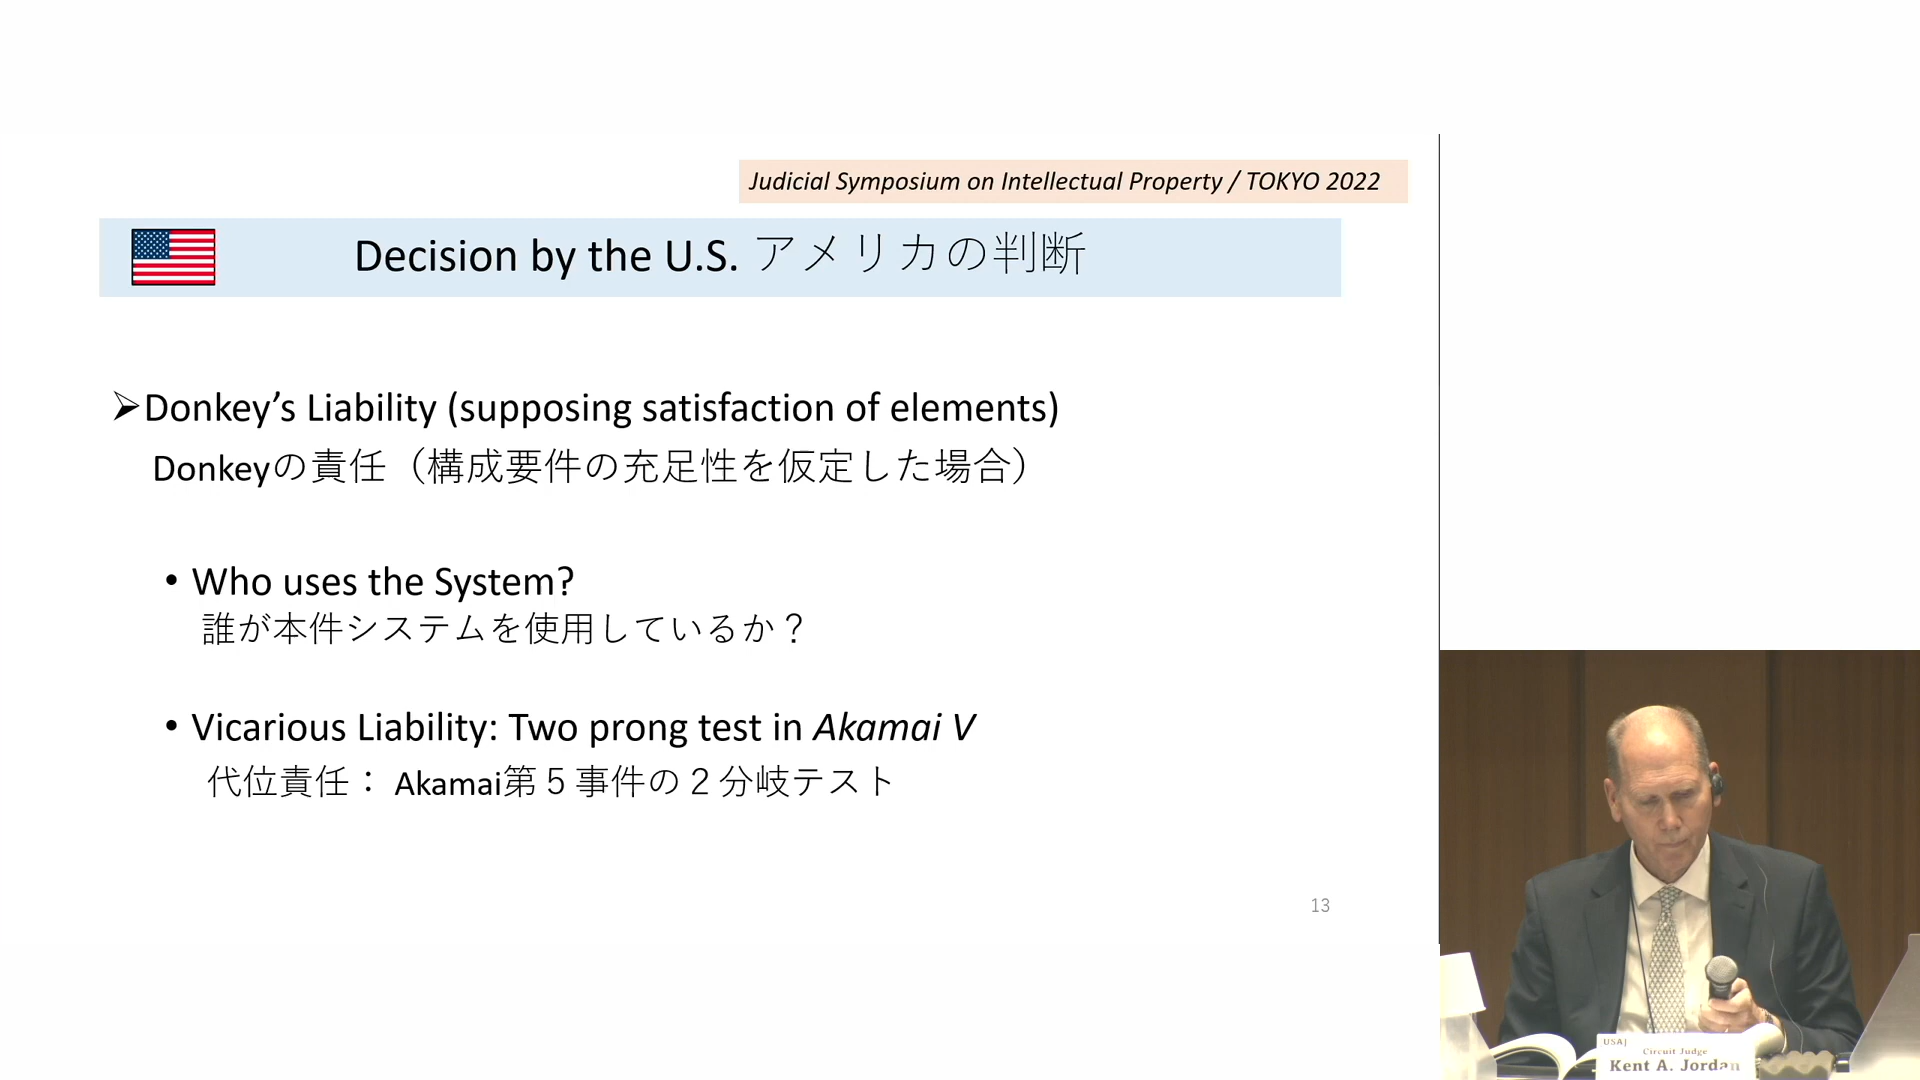 Judicial Symposium on Intellectual Property / TOKYO 2022
Decision by the U.S. アメリカの判断
➢Donkey’s Liability (supposing satisfaction of elements)
Donkeyの責任（構成要件の充足性を仮定した場合）
• Who uses the System?
誰が本件システムを使用しているか？
• Vicarious Liability: Two prong test in Akamai V
代位責任： Akamai第５事件の２分岐テスト
13
USA
Circuit Judge
Kent A. Jordan